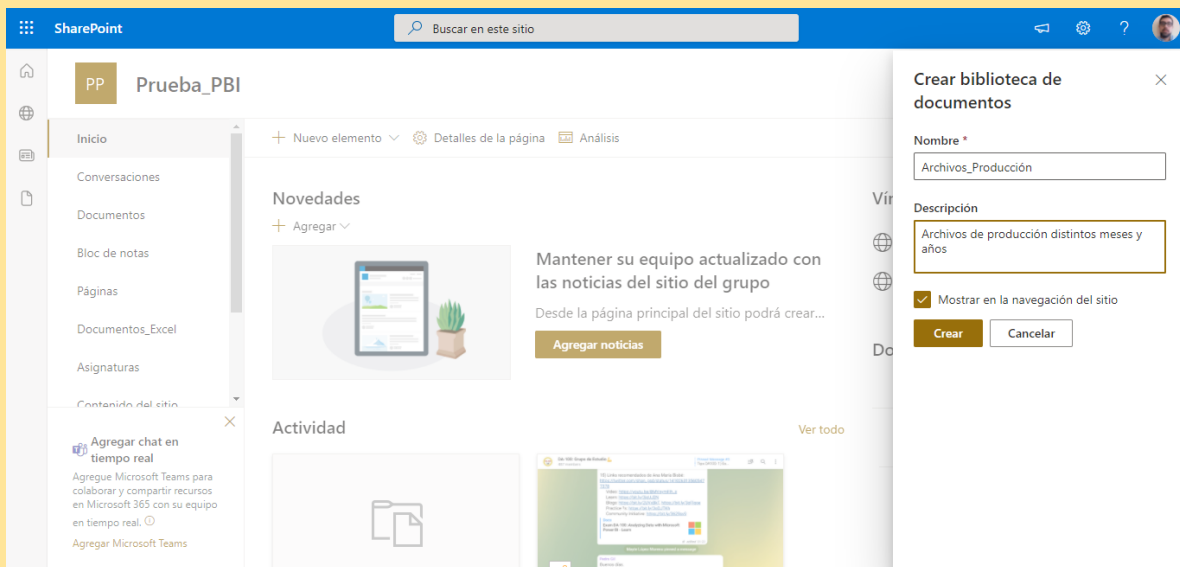 SharePoint
Buscar en este sitio
?
PP
Prueba_PBI
Inicio
Conversaciones
Documentos
Bloc de notas
Páginas
Documentos_Excel
Asignaturas
Contenido del sitio
Agregar chat en
tiempo real
Agregue Microsoft Teams para
colaborar y compartir recursos
en Microsoft 365 con su equipo
en tiempo real.
Agregar Microsoft Teams
Nuevo elemento
Detalles de la página
Análisis
Novedades
Agregar
Mantener su equipo actualizado con
las noticias del sitio del grupo
Desde la página principal del sitio podrá crear...
Agregar noticias
Actividad
Ver todo
Vín
Do
Crear biblioteca de
documentos
Nombre *
Archivos_Producción
Descripción
Archivos de producción distintos meses y
años
Mostrar en la navegación del sitio
Crear
Cancelar